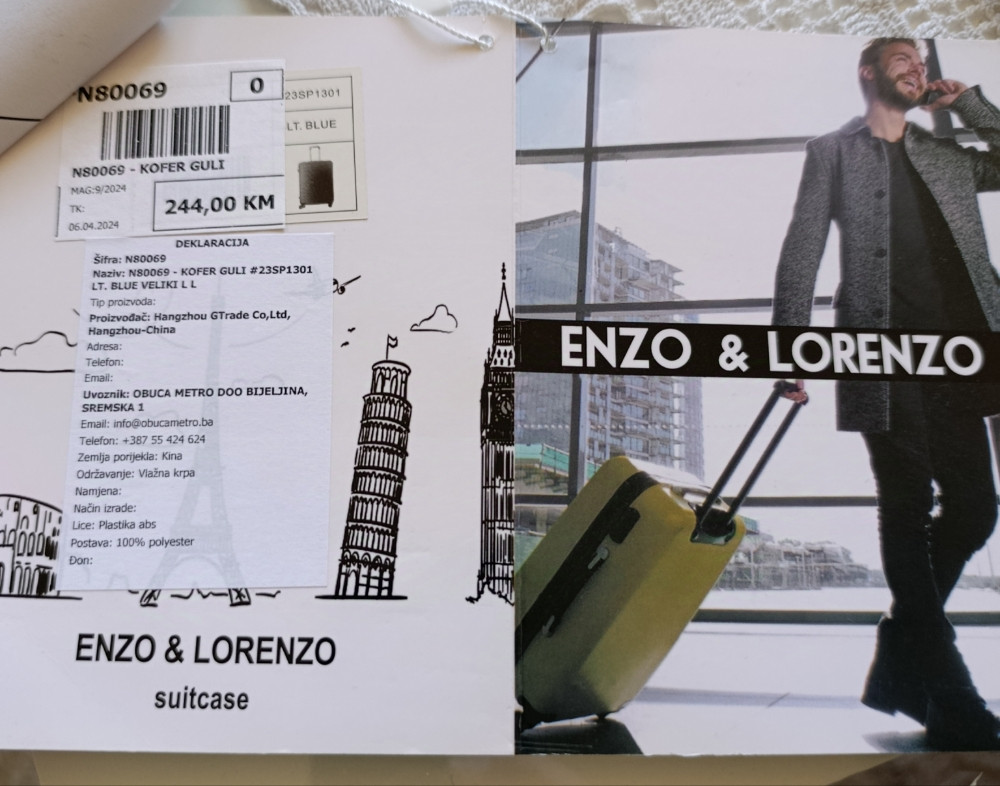 N80069
0
N80069 - KOFER GULI
MAG:9/2024
TK:
06.04.2024
244,00 KM
23SP1301
LT. BLUE
DEKLARACIJA
Šifra: N80069
Naziv: N80069 - KOFER GULI #23SP1301
LT. BLUE VELIKI L L
Tip proizvoda:
Proizvođač: Hangzhou GTrade Co,Ltd,
Hangzhou-China
Adresa:
Telefon:
Email:
Uvoznik: OBUCA METRO DOO BIJELJINA,
SREMSKA 1
Email: info@obucametro.ba
Telefon: +387 55 424 624
Zemlja porijekla: Kina
Održavanje: Vlažna krpa
Namjena:
Način izrade:
Lice: Plastika abs
Postava: 100% polyester
Đon:
ENZO & LORENZO
suitcase
ENZO & LORENZO